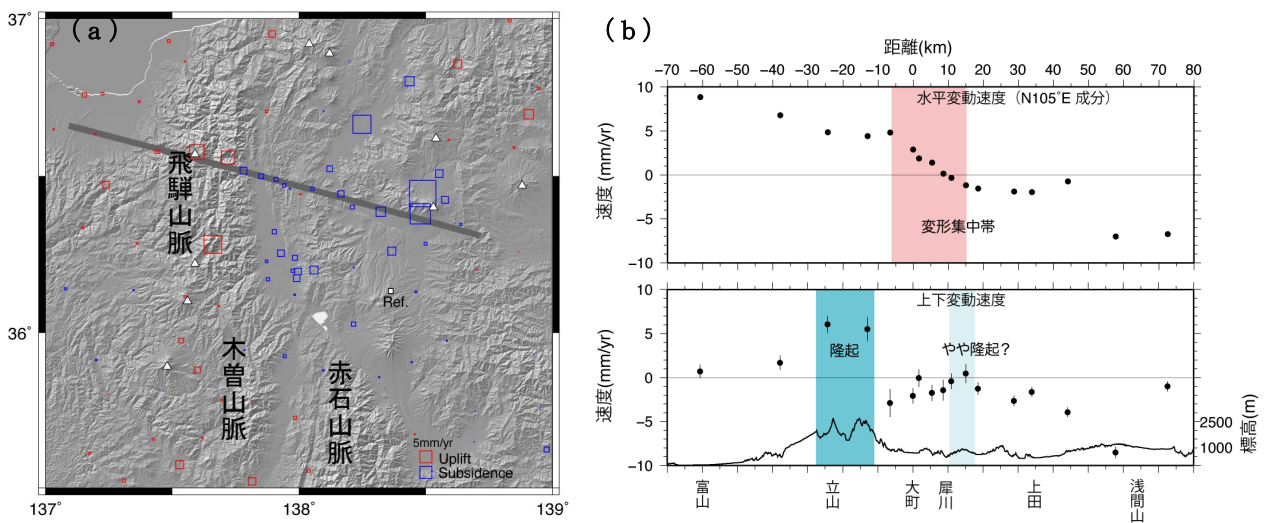 (a)
37˚
36˚
137˚
138˚
139˚
飛騨山脈
木曽山脈
赤石山脈
Ref.
5mm/yr
Uplift
Subsidence
(b)
距離(km)
−70 −60 −50 −40 −30 −20 −10 0 10 20 30 40 50 60 70 80
水平変動速度（N105˚E 成分）
速度(mm/yr)
10
5
0
−5
−10
変形集中帯
上下変動速度
速度(mm/yr)
10
5
0
−5
−10
隆起
やや隆起？
2500
1000
標高(m)
富山
立山
大町
犀川
上田
浅間山